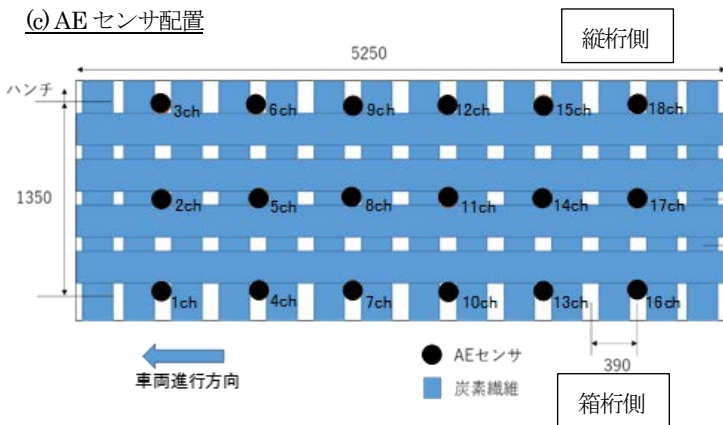 (c) AE センサ配置
縦桁側
5250
ハンチ
3ch 6ch 9ch 12ch 15ch 18ch
1350
2ch 5ch 8ch 11ch 14ch 17ch
1ch 4ch 7ch 10ch 13ch 16ch
車両進行方向
AEセンサ
炭素繊維
390
箱桁側